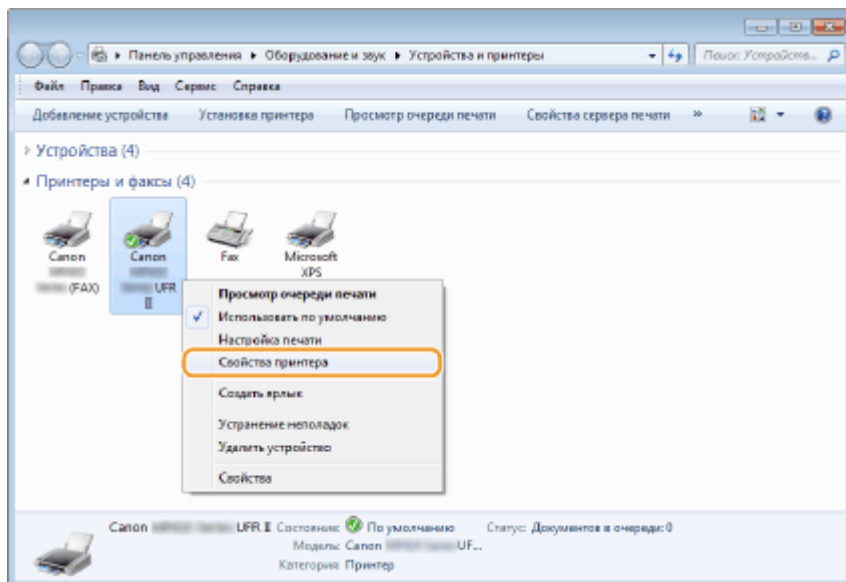 Панель управления ▸ Оборудование и звук ▸ Устройства и принтеры
Поиск: Устройств...
Файл Правка Вид Сервис Справка
Добавление устройства Установка принтера Просмотр очереди печати Свойства сервера печати »
Устройства (4)
Принтеры и факсы (4)
Canon (FAX)
Canon UFR II
Fax
Microsoft XPS
Просмотр очереди печати
Использовать по умолчанию
Настройка печати
Свойства принтера
Создать ярлык
Устранение неполадок
Удалить устройство
Свойства
Canon UFR II Состояние: По умолчанию Статус: Документов в очереди: 0
Модель: Canon UF...
Категория: Принтер